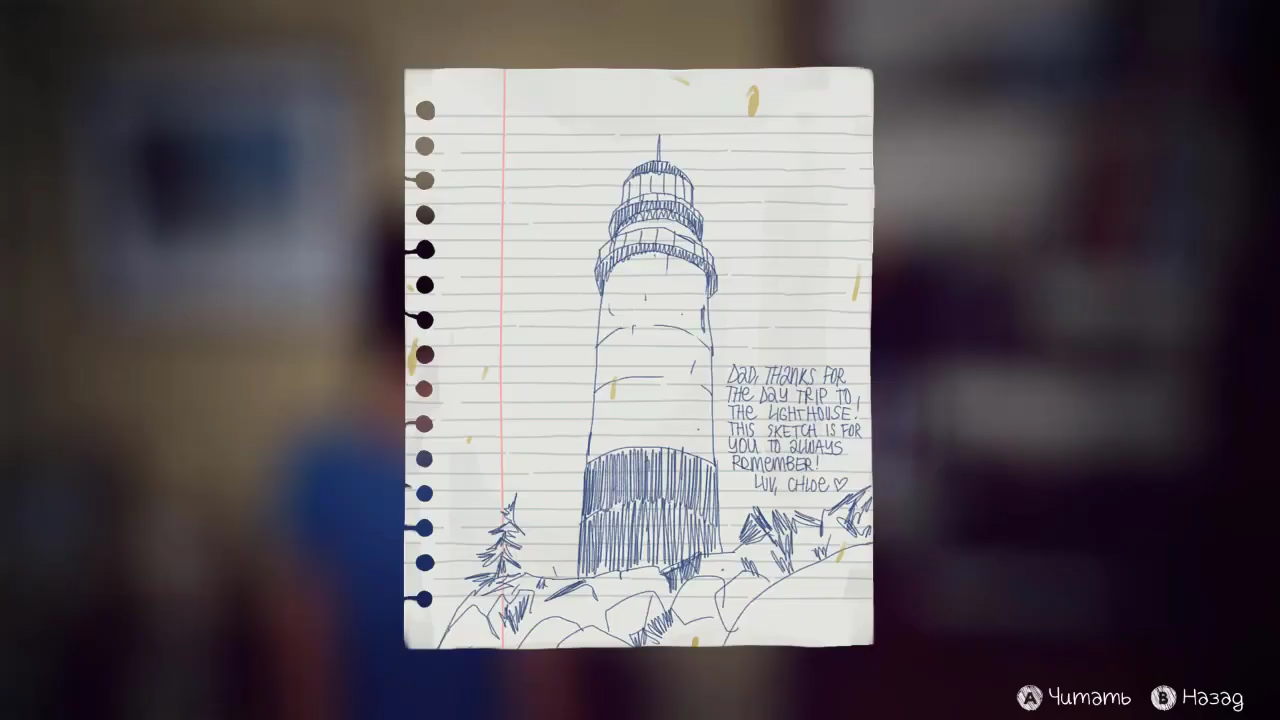 DAD, THANKS FOR
THE DAY TRIP TO
THE LIGHTHOUSE!
THIS SKETCH IS FOR
YOU TO ALWAYS
REMEMBER!
LUV, CHLOE ♡
A Читать B Назад